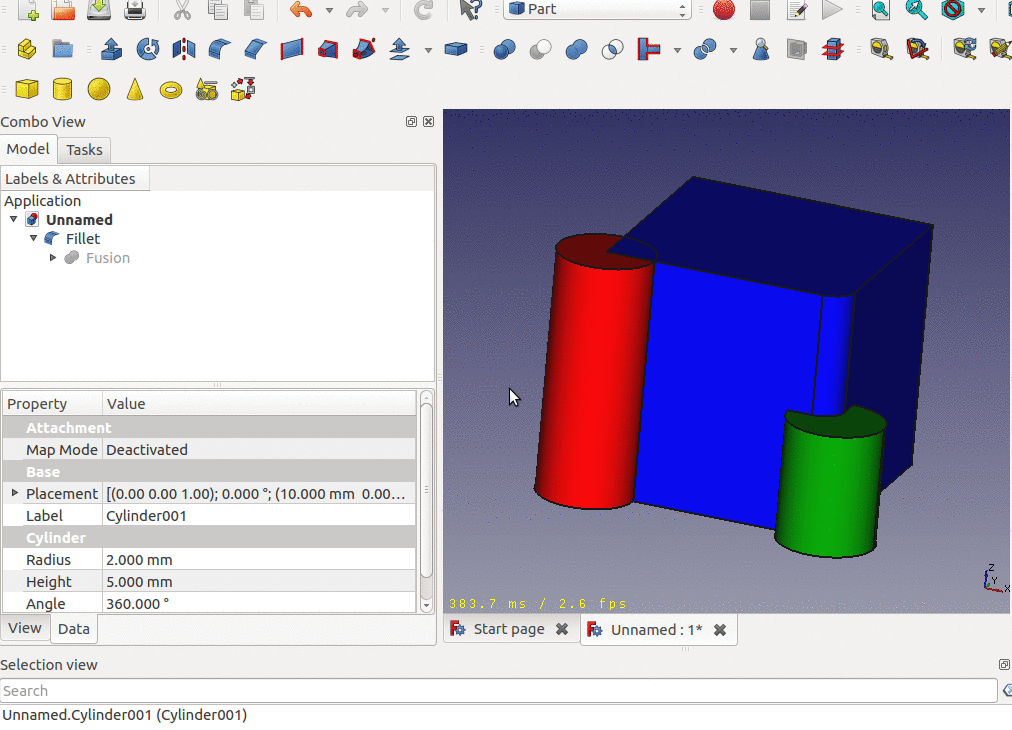 Part
Combo View
Model Tasks
Labels & Attributes
Application
Unnamed
Fillet
Fusion
Property Value
Attachment
Map Mode Deactivated
Base
Placement [(0.00 0.00 1.00); 0.000 °; (10.000 mm 0.00...
Label Cylinder001
Cylinder
Radius 2.000 mm
Height 5.000 mm
Angle 360.000 °
View Data
Z
Y
X
383.7 ms / 2.6 fps
Start page Unnamed : 1*
Selection view
Search
Unnamed.Cylinder001 (Cylinder001)